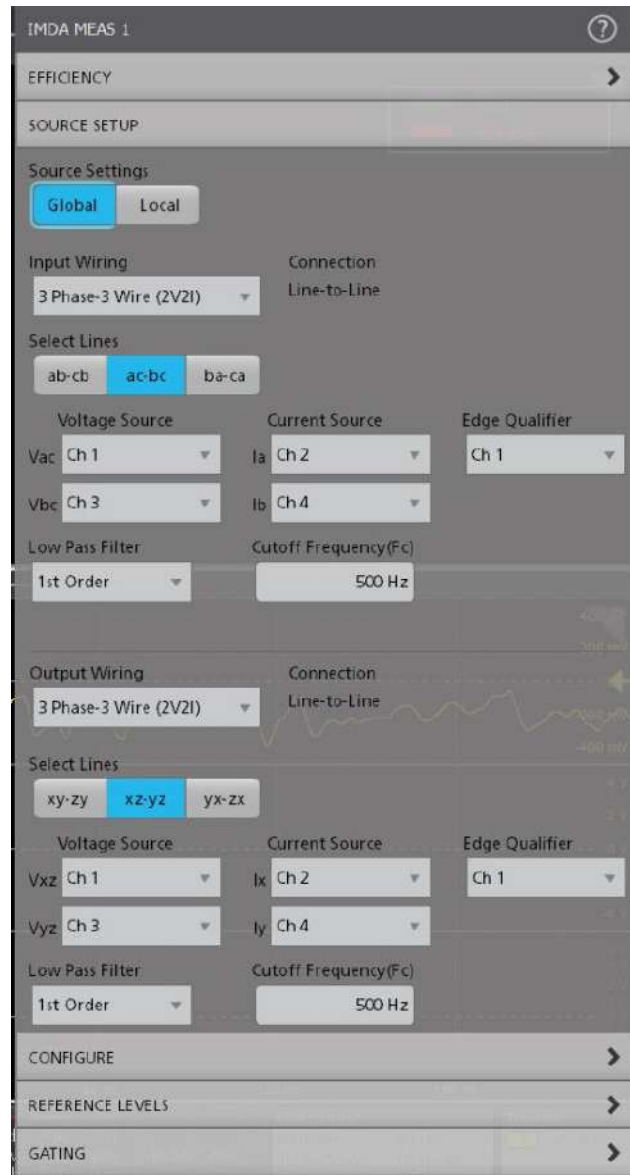 IMDA MEAS 1 ?
EFFICIENCY
SOURCE SETUP
Source Settings
Global Local
Input Wiring Connection
3 Phase-3 Wire (2V2I) Line-to-Line
Select Lines
ab-cb ac-bc ba-ca
Voltage Source Current Source Edge Qualifier
Vac Ch 1 Ia Ch 2 Ch 1
Vbc Ch 3 Ib Ch 4
Low Pass Filter Cutoff Frequency(Fc)
1st Order 500 Hz
Output Wiring Connection
3 Phase-3 Wire (2V2I) Line-to-Line
Select Lines
xy-zy xz-yz yx-zx
Voltage Source Current Source Edge Qualifier
Vxz Ch 1 Ix Ch 2 Ch 1
Vyz Ch 3 Iy Ch 4
Low Pass Filter Cutoff Frequency(Fc)
1st Order 500 Hz
CONFIGURE
REFERENCE LEVELS
GATING